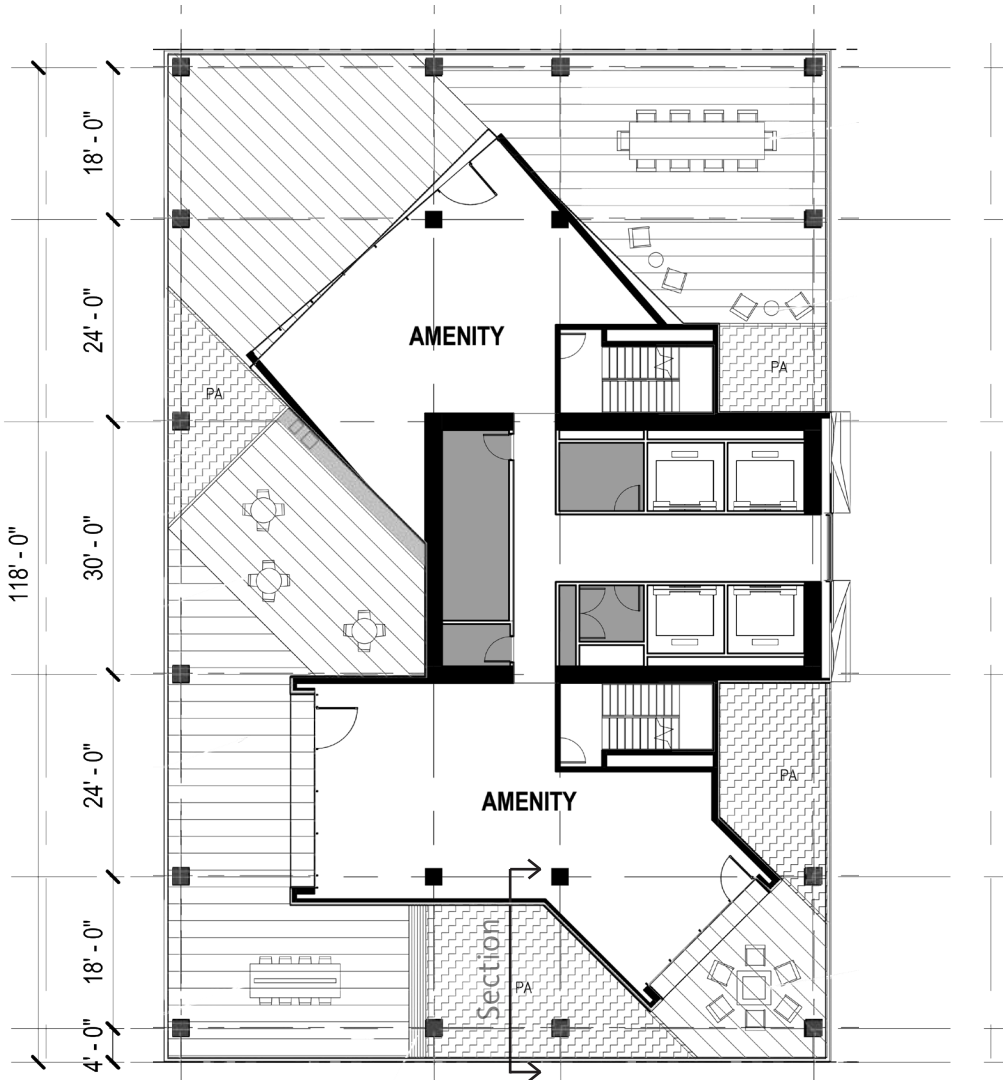 18' - 0"
AMENITY
24' - 0"
PA
PA
118' - 0"
30' - 0"
24' - 0"
PA
AMENITY
18' - 0"
Section
PA
4' - 0"